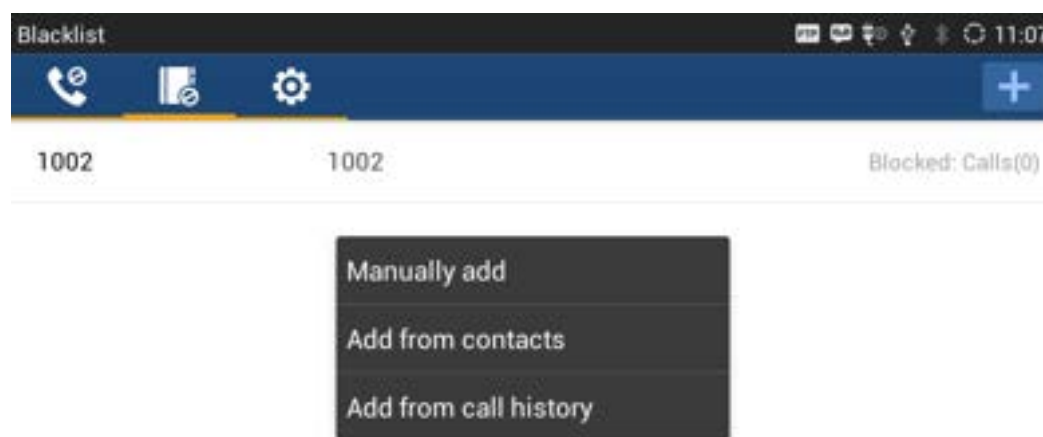 Blacklist 11:07
1002 1002 Blocked: Calls(0)
Manually add
Add from contacts
Add from call history